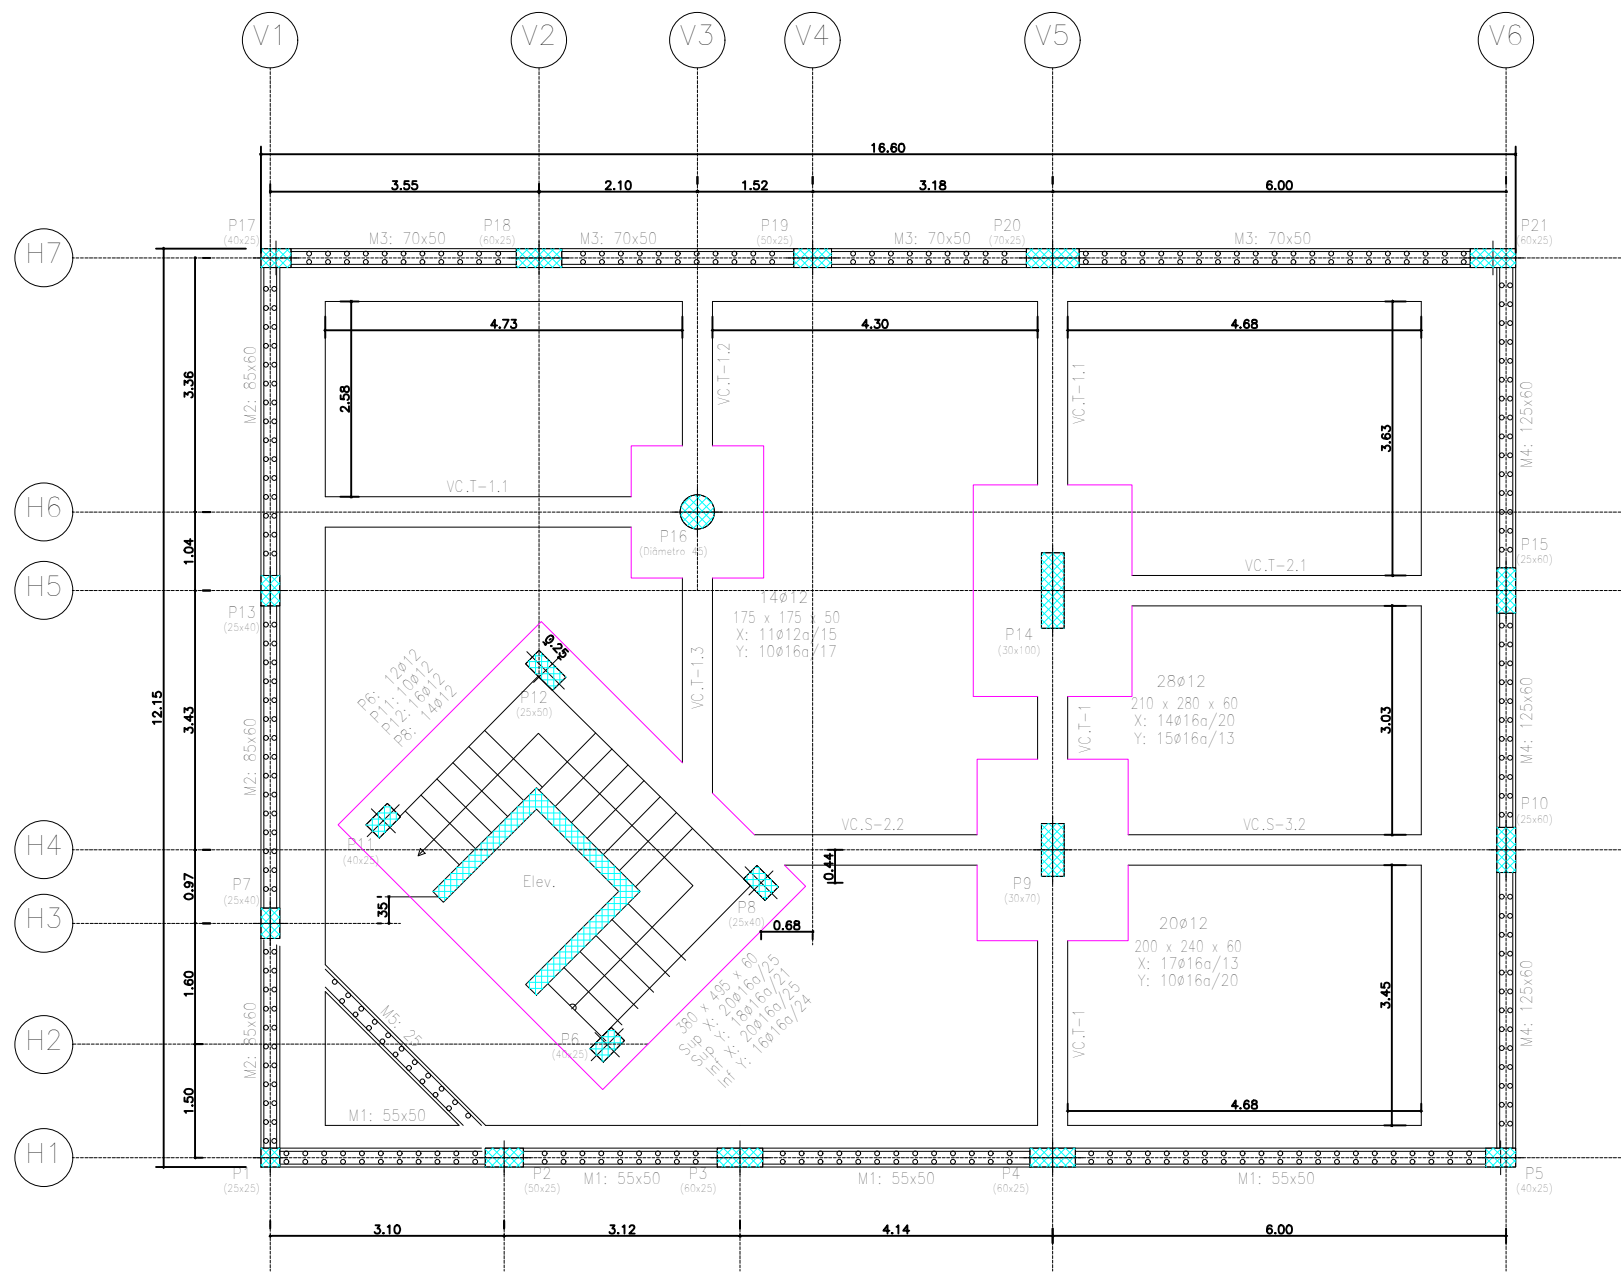 V1
V2
V3
V4
V5
V6
16.60
3.55
2.10
1.52
3.18
6.00
P17
(40x25)
M3: 70x50
P18
(60x25)
M3: 70x50
P19
(50x25)
M3: 70x50
P20
(70x25)
M3: 70x50
P21
(60x25)
H7
4.73
4.30
4.68
M2: 85x60
3.36
2.58
VC.T-1.2
VC.T-1.1
3.63
M4: 125x60
VC.T-1.1
H6
P16
(Diâmetro 45)
1.04
P15
(25x60)
VC.T-2.1
H5
P13
(25x40)
14ø12
175 x 175 x 50
X: 11ø12a/15
Y: 10ø16a/17
P14
(30x100)
0.25
P12
(25x50)
P6: 12ø12
P11: 10ø12
P12: 16ø12
P8: 14ø12
VC.T-1.3
28ø12
210 x 280 x 60
X: 14ø16a/20
Y: 15ø16a/13
12.15
3.43
M2: 85x60
VC.T-1
3.03
M4: 125x60
P10
(25x60)
VC.S-2.2
VC.S-3.2
P11
(40x25)
H4
0.44
0.97
Elev.
P7
(25x40)
P9
(30x70)
P8
(25x40)
35
H3
0.68
20ø12
200 x 240 x 60
X: 17ø16a/13
Y: 10ø16a/20
380 x 495 x 60
Sup X: 20ø16a/25
Sup Y: 18ø16a/21
Inf X: 20ø16a/25
Inf Y: 16ø16a/24
1.60
3.45
M2: 85x60
M5: 25
VC.T-1
M4: 125x60
H2
P6
(40x25)
1.50
M1: 55x50
4.68
H1
P1
(25x25)
P2
(50x25)
M1: 55x50
P3
(60x25)
M1: 55x50
P4
(60x25)
M1: 55x50
P5
(40x25)
3.10
3.12
4.14
6.00